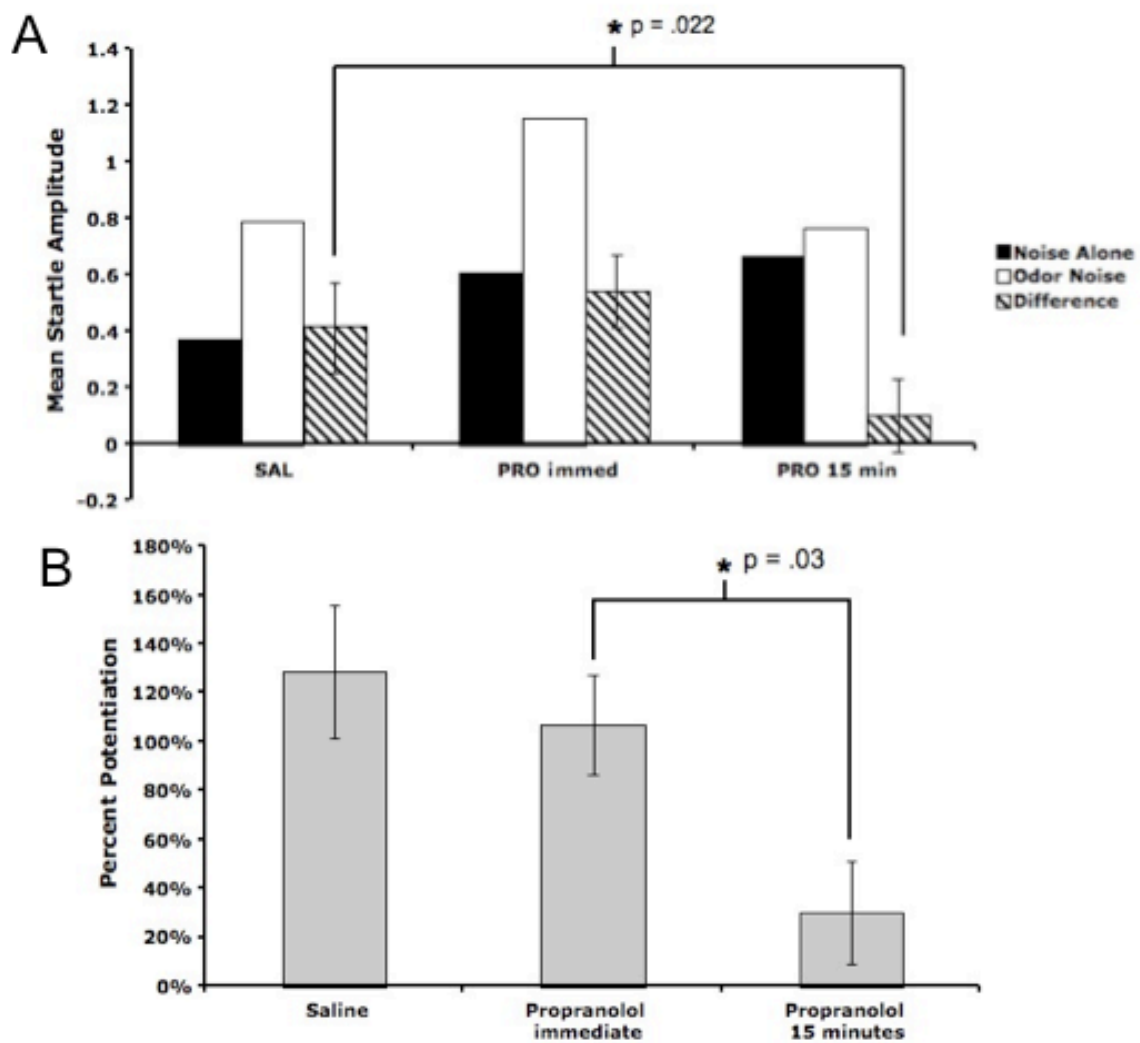 A
* p = .022
Mean Startle Amplitude
1.4
1.2
1
0.8
0.6
0.4
0.2
0
-0.2
SAL
PRO immed
PRO 15 min
Noise Alone
Odor Noise
Difference
B
* p = .03
Percent Potentiation
180%
160%
140%
120%
100%
80%
60%
40%
20%
0%
Saline
Propranolol
immediate
Propranolol
15 minutes